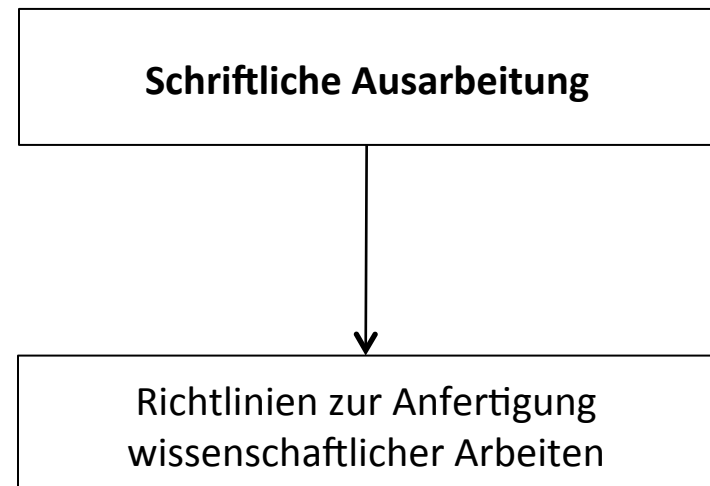 Schriftliche Ausarbeitung
Richtlinien zur Anfertigung
wissenschaftlicher Arbeiten